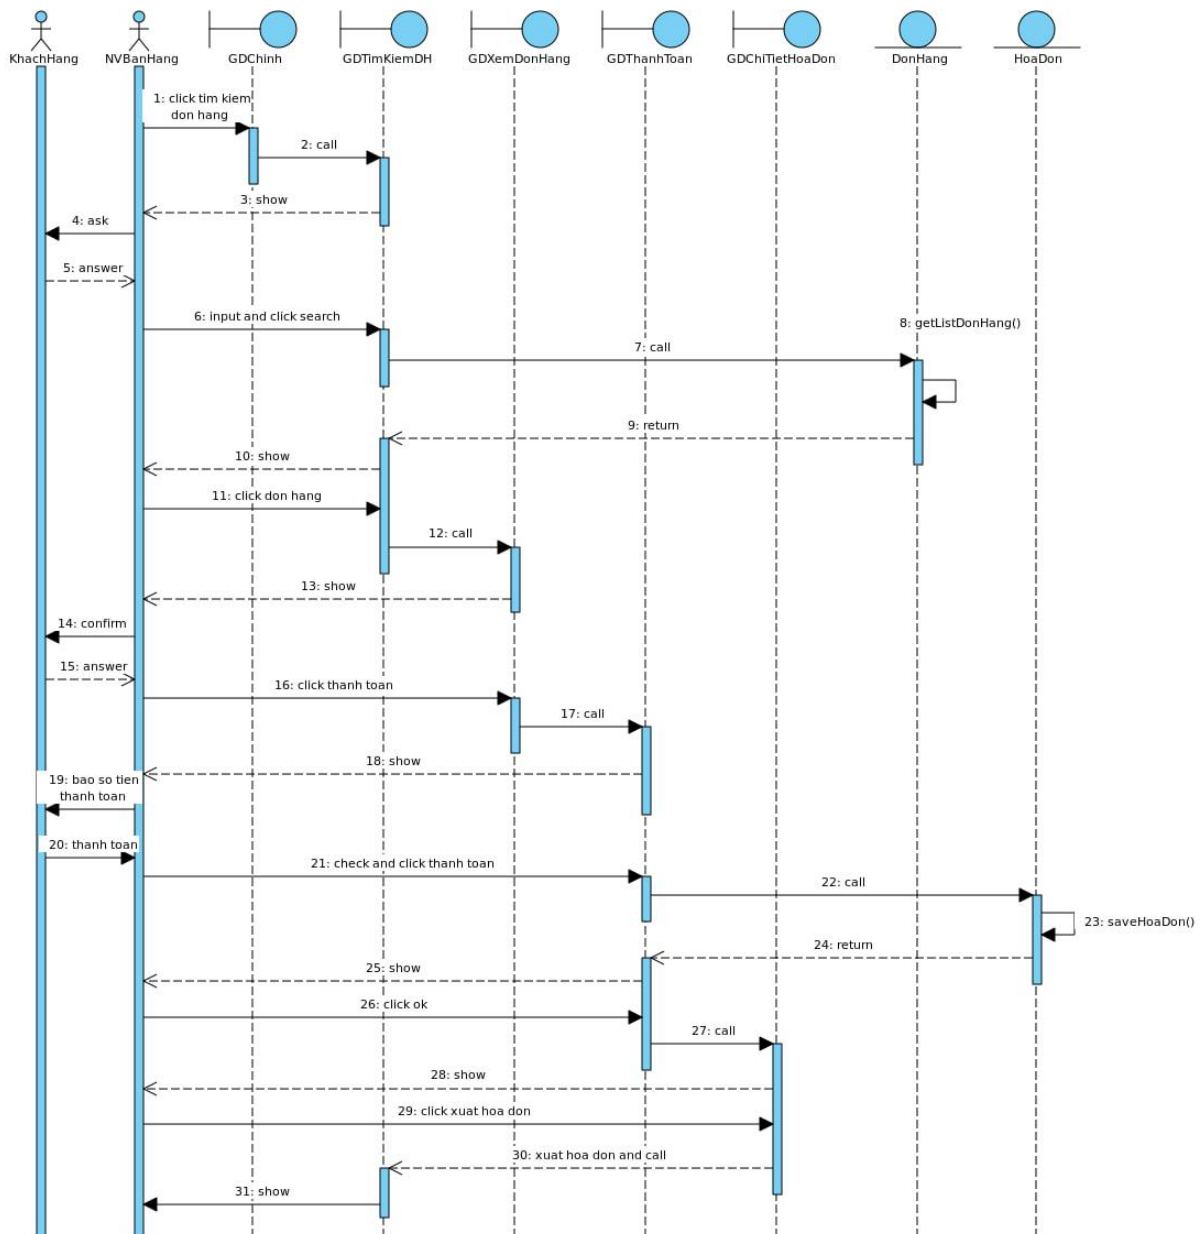 KhachHang
NVBanHang
GDChinh
GDTimKiemDH
GDXemDonHang
GDThanhToan
GDChiTietHoaDon
DonHang
HoaDon
1: click tim kiem
don hang
2: call
3: show
4: ask
5: answer
6: input and click search
8: getListDonHang()
7: call
9: return
10: show
11: click don hang
12: call
13: show
14: confirm
15: answer
16: click thanh toan
17: call
18: show
19: bao so tien
thanh toan
20: thanh toan
21: check and click thanh toan
22: call
23: saveHoaDon()
24: return
25: show
26: click ok
27: call
28: show
29: click xuat hoa don
30: xuat hoa don and call
31: show